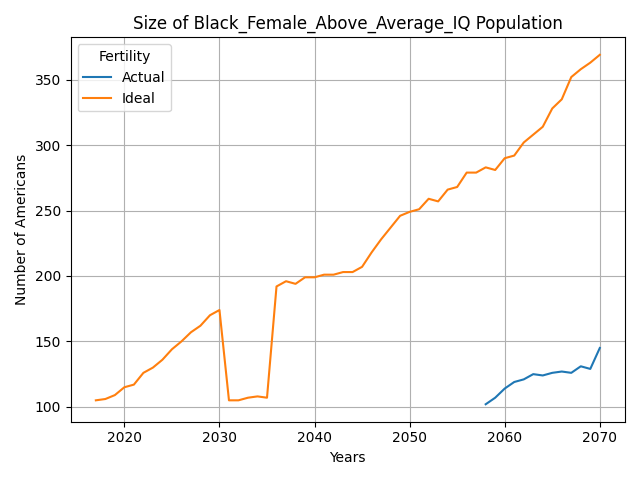 Size of Black_Female_Above_Average_IQ Population
Fertility
Actual
Ideal
Number of Americans
350
300
250
200
150
100
2020
2030
2040
2050
2060
2070
Years